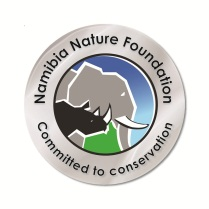 Namibia Nature Foundation
Committed to conservation